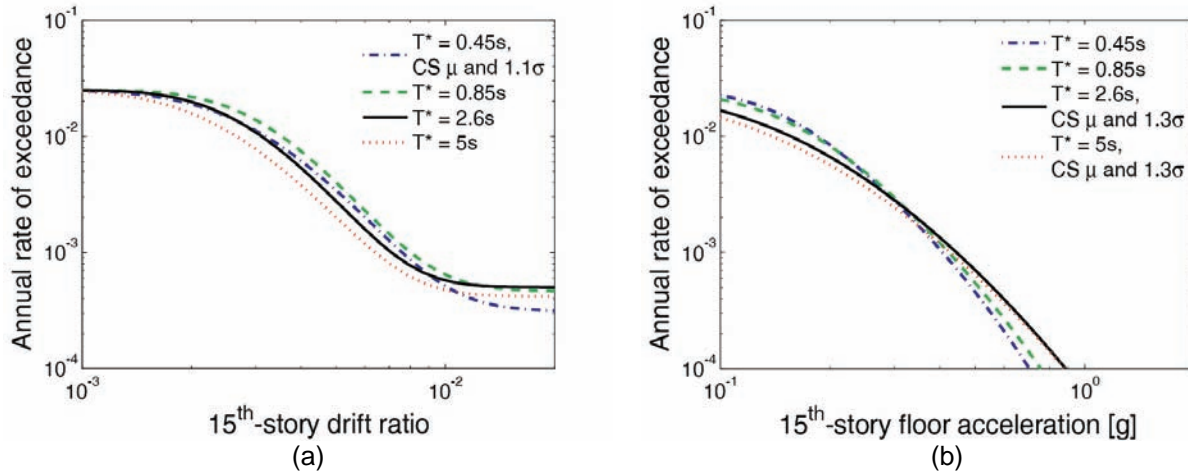 10^-1
10^-2
10^-3
10^-4
Annual rate of exceedance
T* = 0.45s,
CS μ and 1.1σ
T* = 0.85s
T* = 2.6s
T* = 5s
10^-3
10^-2
15^th-story drift ratio
(a)
10^-1
10^-2
10^-3
10^-4
Annual rate of exceedance
T* = 0.45s
T* = 0.85s
T* = 2.6s,
CS μ and 1.3σ
T* = 5s,
CS μ and 1.3σ
10^-1
10^0
15^th-story floor acceleration [g]
(b)